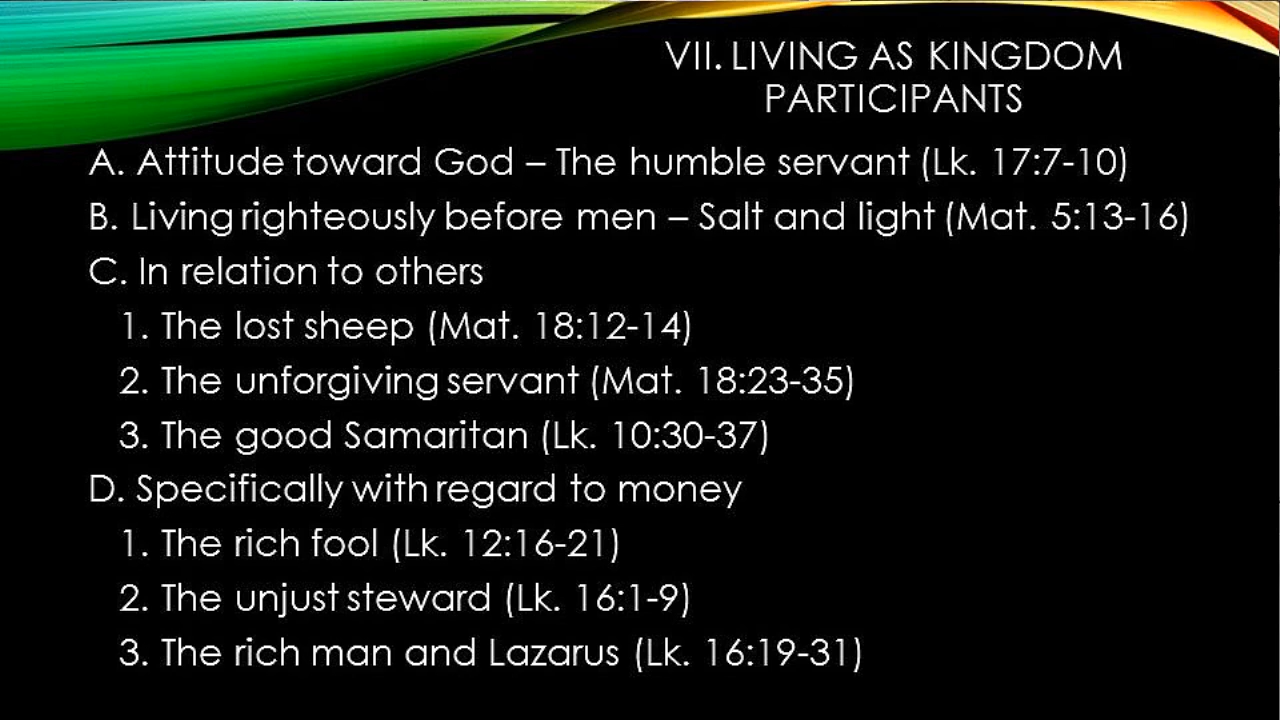 VII. LIVING AS KINGDOM
PARTICIPANTS
A. Attitude toward God – The humble servant (Lk. 17:7-10)
B. Living righteously before men – Salt and light (Mat. 5:13-16)
C. In relation to others
1. The lost sheep (Mat. 18:12-14)
2. The unforgiving servant (Mat. 18:23-35)
3. The good Samaritan (Lk. 10:30-37)
D. Specifically with regard to money
1. The rich fool (Lk. 12:16-21)
2. The unjust steward (Lk. 16:1-9)
3. The rich man and Lazarus (Lk. 16:19-31)